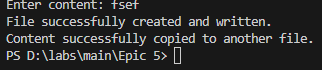 Enter content: fsef
File successfully created and written.
Content successfully copied to another file.
PS D:\labs\main\Epic 5>